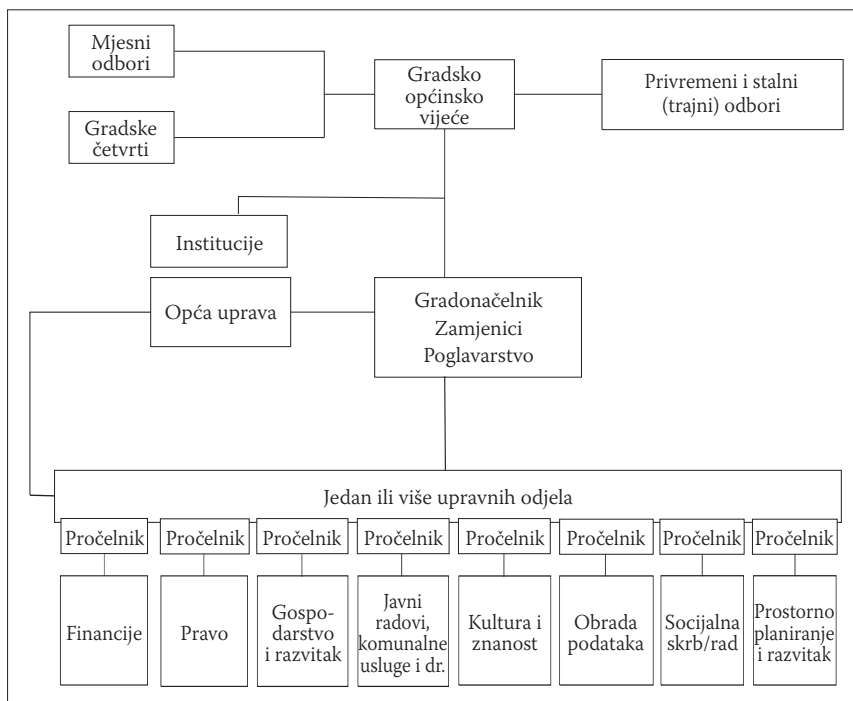 Mjesni
odbori
Gradske
četvrti
Gradsko
općinsko
vijeće
Privremeni i stalni
(trajni) odbori
Institucije
Opća uprava
Gradonačelnik
Zamjenici
Poglavarstvo
Jedan ili više upravnih odjela
Pročelnik
Pročelnik
Pročelnik
Pročelnik
Pročelnik
Pročelnik
Pročelnik
Pročelnik
Financije
Pravo
Gospo-
darstvo
i razvitak
Javni
radovi,
komunalne
usluge i dr.
Kultura i
znanost
Obrada
podataka
Socijalna
skrb/rad
Prostorno
planiranje
i razvitak